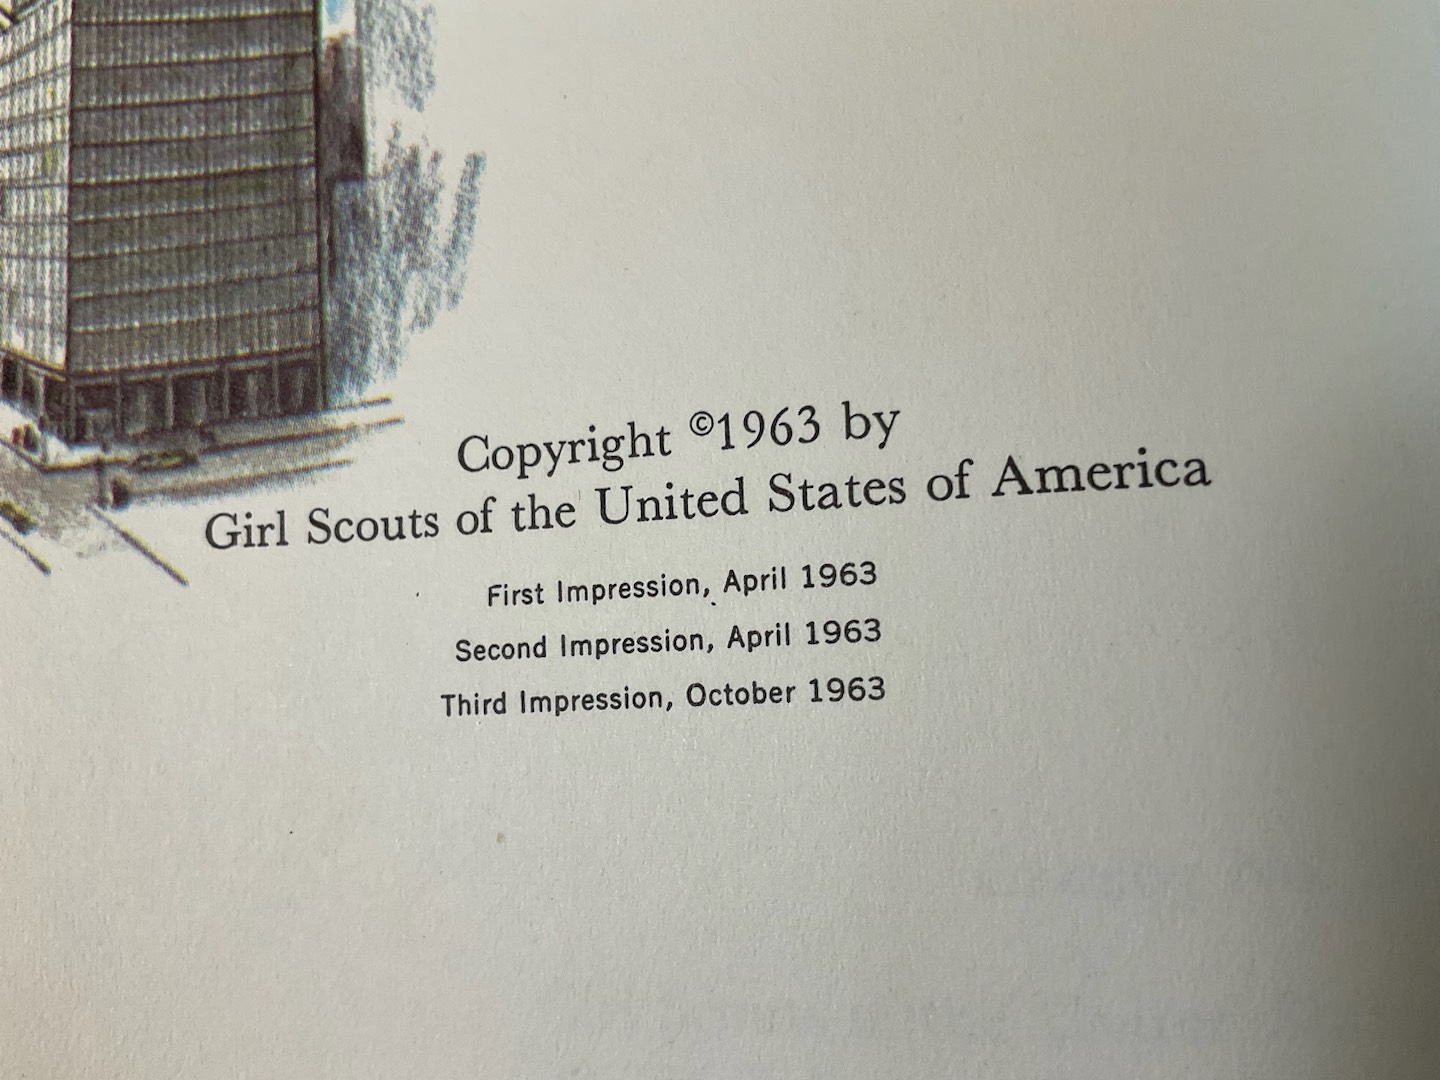 Copyright ©1963 by
Girl Scouts of the United States of America
First Impression, April 1963
Second Impression, April 1963
Third Impression, October 1963